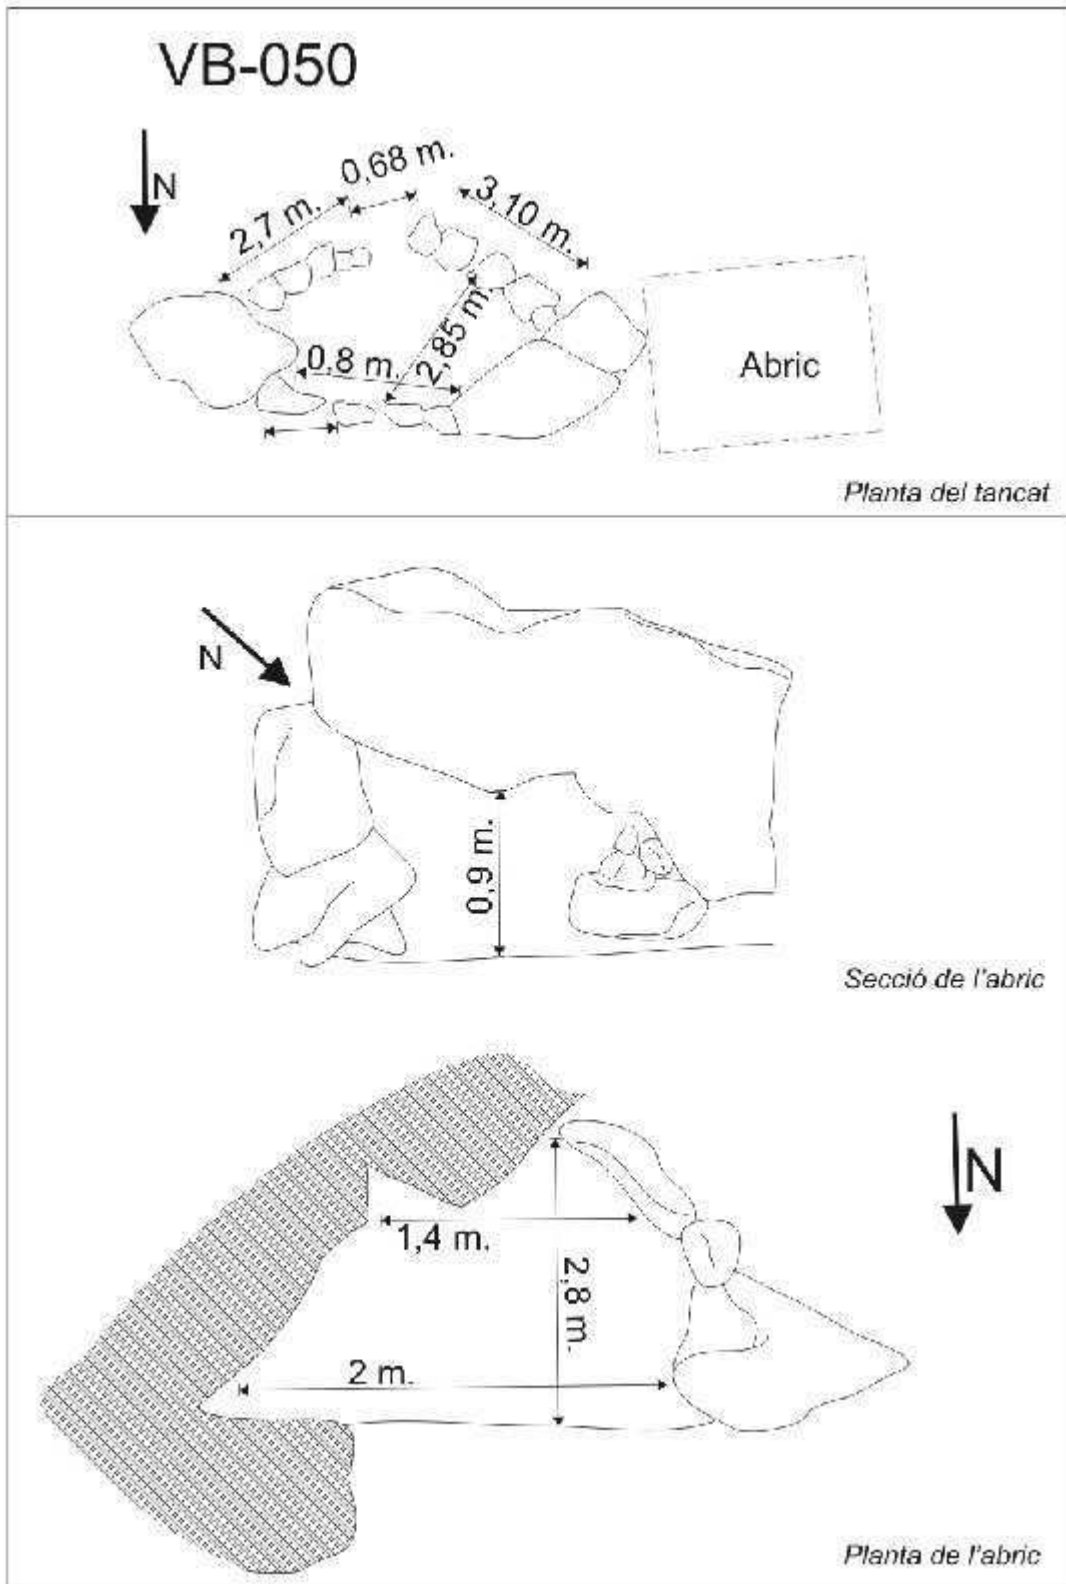 VB-050
N
0,68 m.
2,7 m.
3,10 m.
2,85 m.
0,8 m.
Abric
Planta del tancat
N
0,9 m.
Secció de l'abric
N
1,4 m.
2,8 m.
2 m.
Planta de l'abric